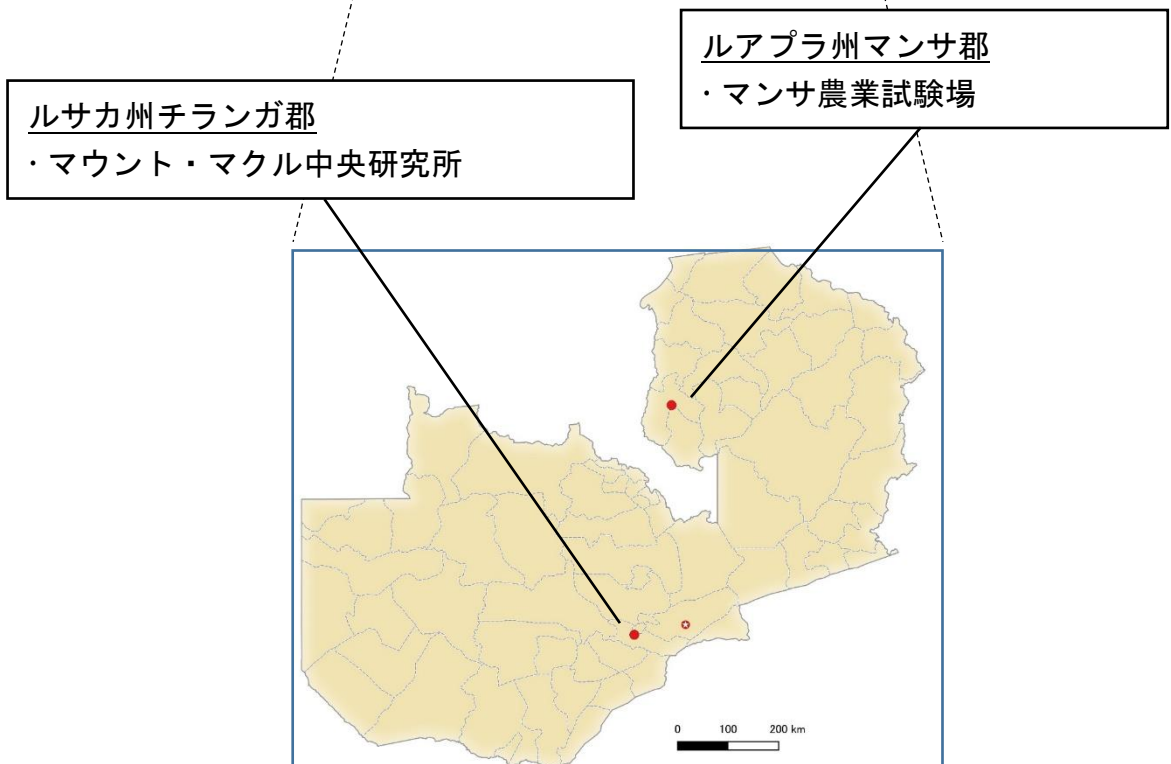 ルアプラ州マンサ郡
・マンサ農業試験場
ルサカ州チランガ郡
・マウント・マクル中央研究所
0 100 200 km